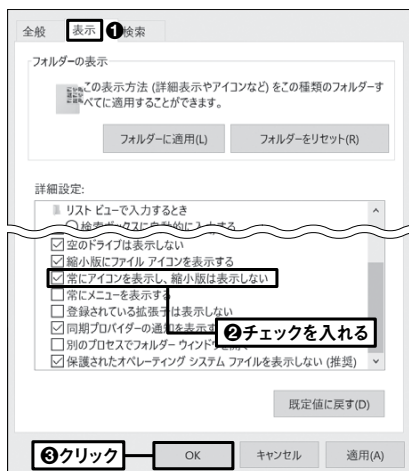 全般 表示 ❶ 検索
フォルダーの表示
この表示方法 (詳細表示やアイコンなど) をこの種類のフォルダーす
べてに適用することができます。
フォルダーに適用(L) フォルダーをリセット(R)
詳細設定:
リスト ビューで入力するとき
空のドライブは表示しない
縮小版にファイル アイコンを表示する
常にアイコンを表示し、縮小版は表示しない
常にメニューを表示する
登録されている拡張子は表示しない
同期プロバイダーの通知を表示す
❷チェックを入れる
別のプロセスでフォルダー ウィンドウ
保護されたオペレーティング システム ファイルを表示しない (推奨)
既定値に戻す(D)
❸クリック OK キャンセル 適用(A)